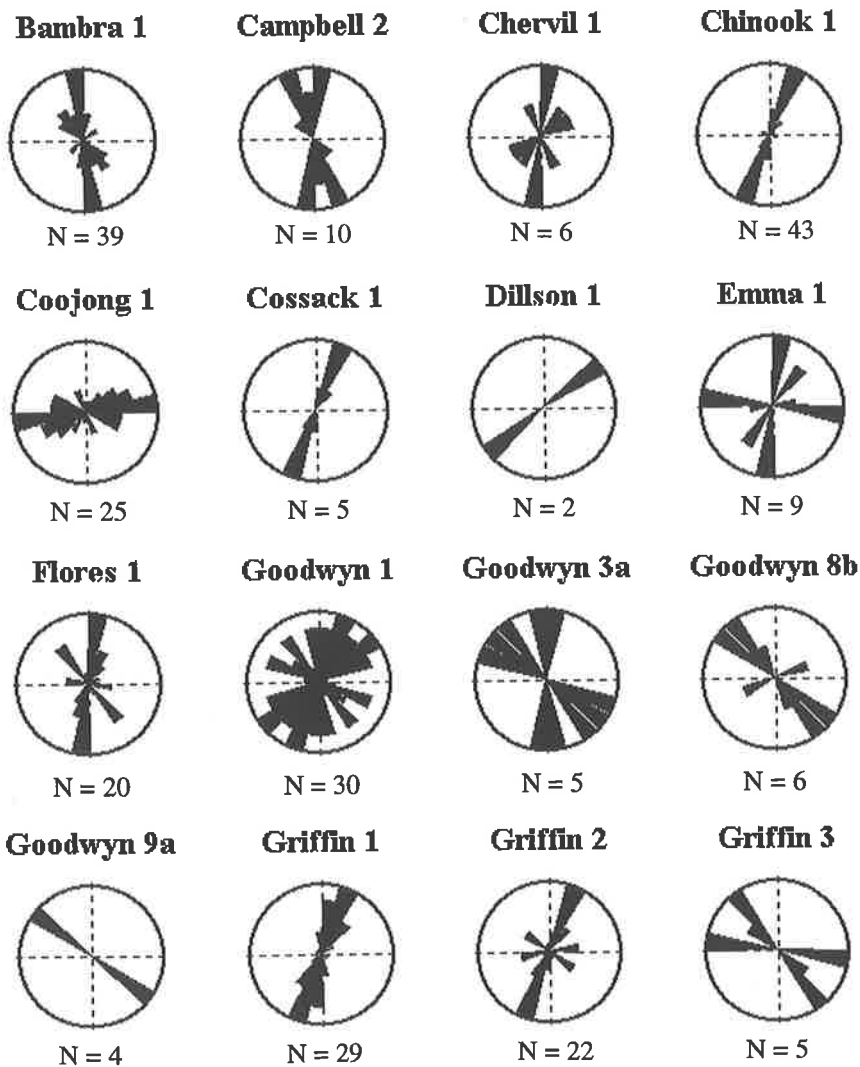 Bambra 1 Campbell 2 Chervil 1 Chinook 1
N = 39 N = 10 N = 6 N = 43
Coojong 1 Cossack 1 Dillson 1 Emma 1
N = 25 N = 5 N = 2 N = 9
Flores 1 Goodwyn 1 Goodwyn 3a Goodwyn 8b
N = 20 N = 30 N = 5 N = 6
Goodwyn 9a Griffin 1 Griffin 2 Griffin 3
N = 4 N = 29 N = 22 N = 5